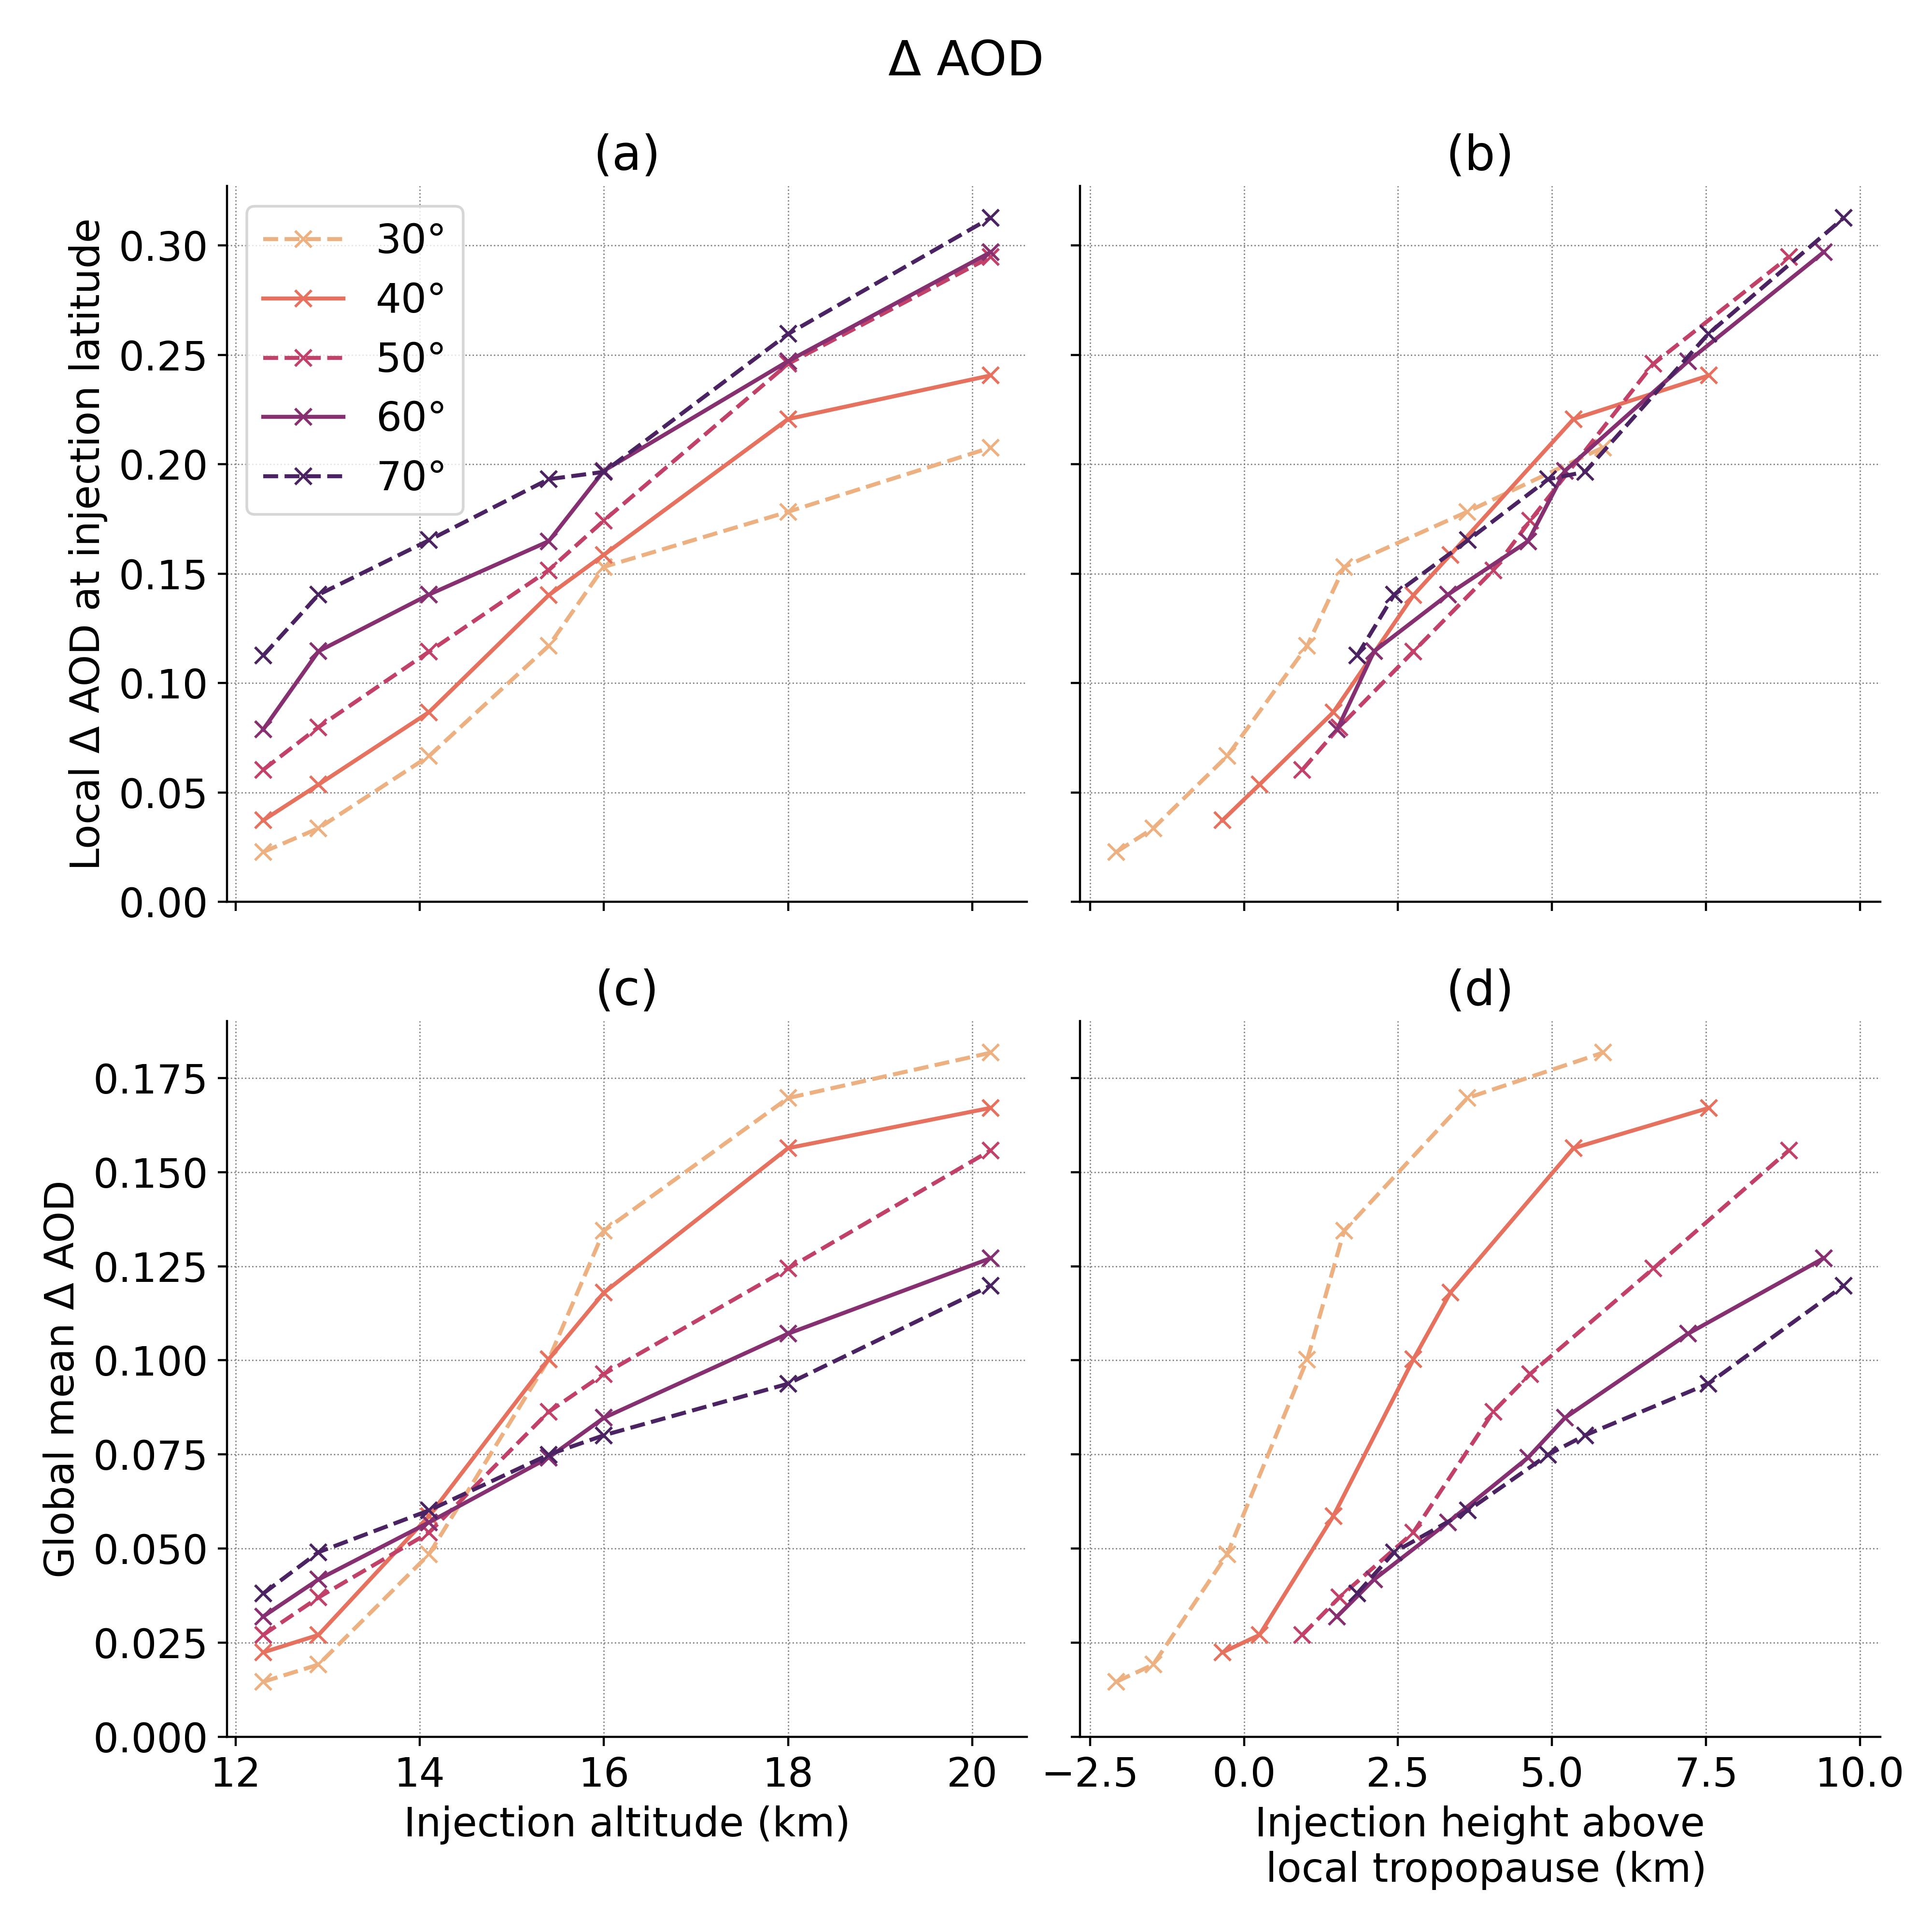 Δ AOD
(a)
(b)
Local Δ AOD at injection latitude
0.30
0.25
0.20
0.15
0.10
0.05
0.00
30°
40°
50°
60°
70°
(c)
(d)
Global mean Δ AOD
0.175
0.150
0.125
0.100
0.075
0.050
0.025
0.000
12 14 16 18 20
−2.5 0.0 2.5 5.0 7.5 10.0
Injection altitude (km)
Injection height above
local tropopause (km)